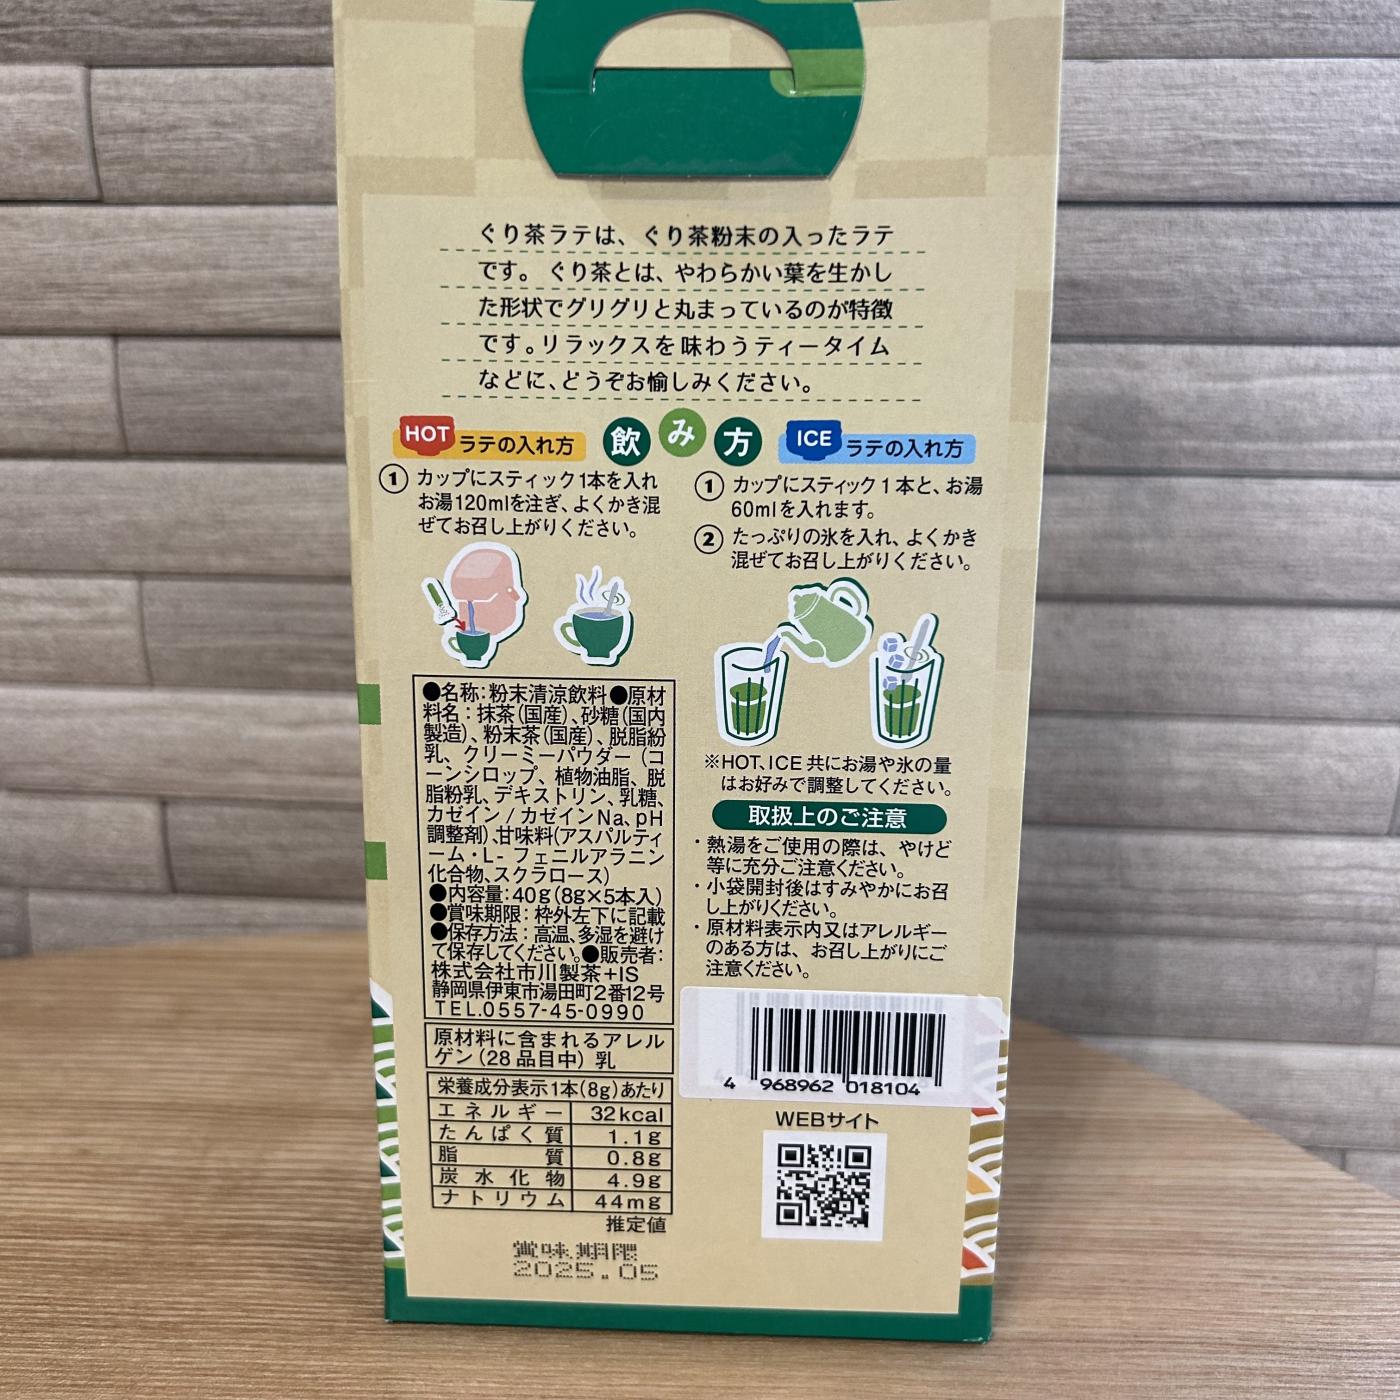 ぐり茶ラテは、ぐり茶粉末の入ったラテ
です。ぐり茶とは、やわらかい葉を生かし
た形状でグリグリと丸まっているのが特徴
です。リラックスを味わうティータイム
などに、どうぞお愉しみください。
飲み方
HOT ラテの入れ方
① カップにスティック1本を入れ
お湯120mlを注ぎ、よくかき混
ぜてお召し上がりください。
ICE ラテの入れ方
① カップにスティック1本と、お湯
60mlを入れます。
② たっぷりの氷を入れ、よくかき
混ぜてお召し上がりください。
※HOT、ICE共にお湯や氷の量
はお好みで調整してください。
取扱上のご注意
・熱湯をご使用の際は、やけど
等に充分ご注意ください。
・小袋開封後はすみやかにお召
し上がりください。
・原材料表示内又はアレルギー
のある方は、お召し上がりにご
注意ください。
●名称:粉末清涼飲料●原材
料名:抹茶(国産)、砂糖(国内
製造)、粉末茶(国産)、脱脂紛
乳、クリーミーパウダー(コ
ーンシロップ、植物油脂、脱
脂粉乳、デキストリン、乳糖、
カゼイン/カゼインNa、pH
調整剤)、甘味料(アスパルティ
ーム・L-フェニルアラニン
化合物、スクラロース)
●内容量:40g(8g×5本入)
●賞味期限:枠外左下に記載
●保存方法:高温、多湿を避け
て保存してください。●販売者:
株式会社市川製茶+IS
静岡県伊東市湯田町2番12号
TEL.0557-45-0990
原材料に含まれるアレル
ゲン(28品目中) 乳
栄養成分表示1本(8g)あたり
エネルギー 32kcal
たんぱく質 1.1g
脂質 0.8g
炭水化物 4.9g
ナトリウム 44mg
推定値
賞味期限
2025.05
4 968962 018104
WEBサイト